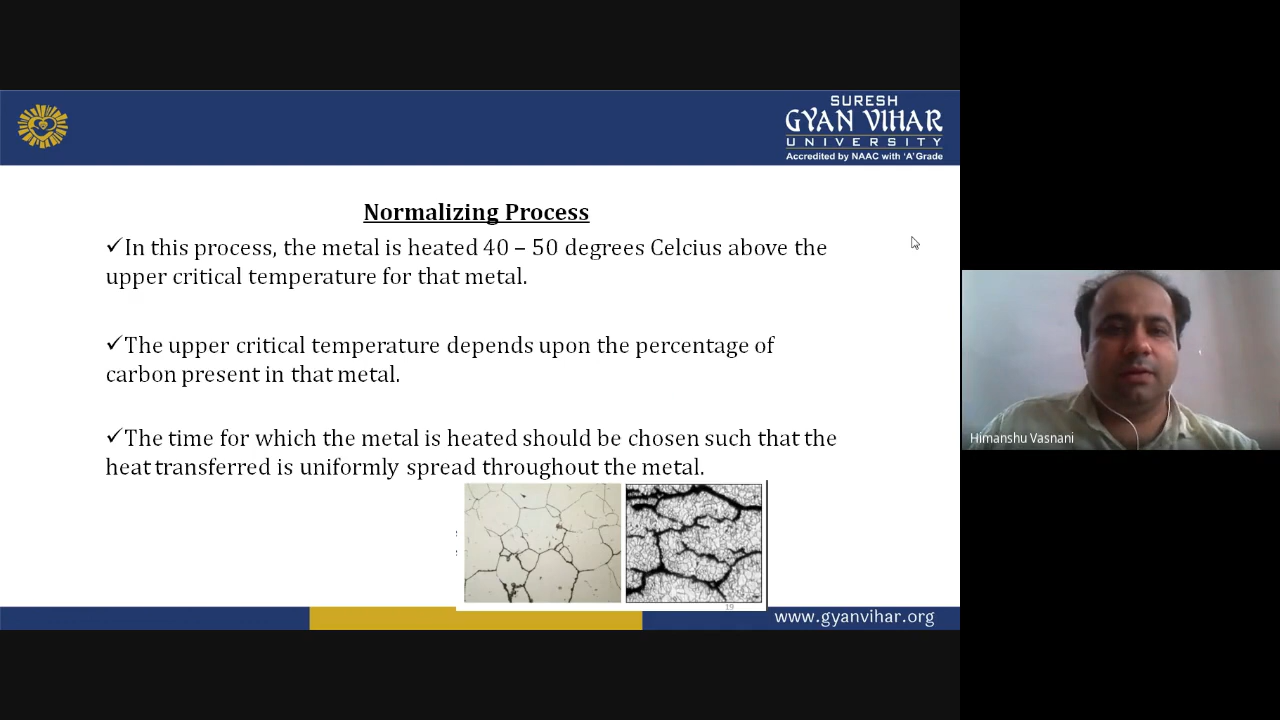 SURESH
GYAN VIHAR
UNIVERSITY
Accredited by NAAC with 'A' Grade
Normalizing Process
✓In this process, the metal is heated 40 – 50 degrees Celcius above the
upper critical temperature for that metal.
✓The upper critical temperature depends upon the percentage of
carbon present in that metal.
✓The time for which the metal is heated should be chosen such that the
heat transferred is uniformly spread throughout the metal.
19
www.gyanvihar.org
Himanshu Vasnani